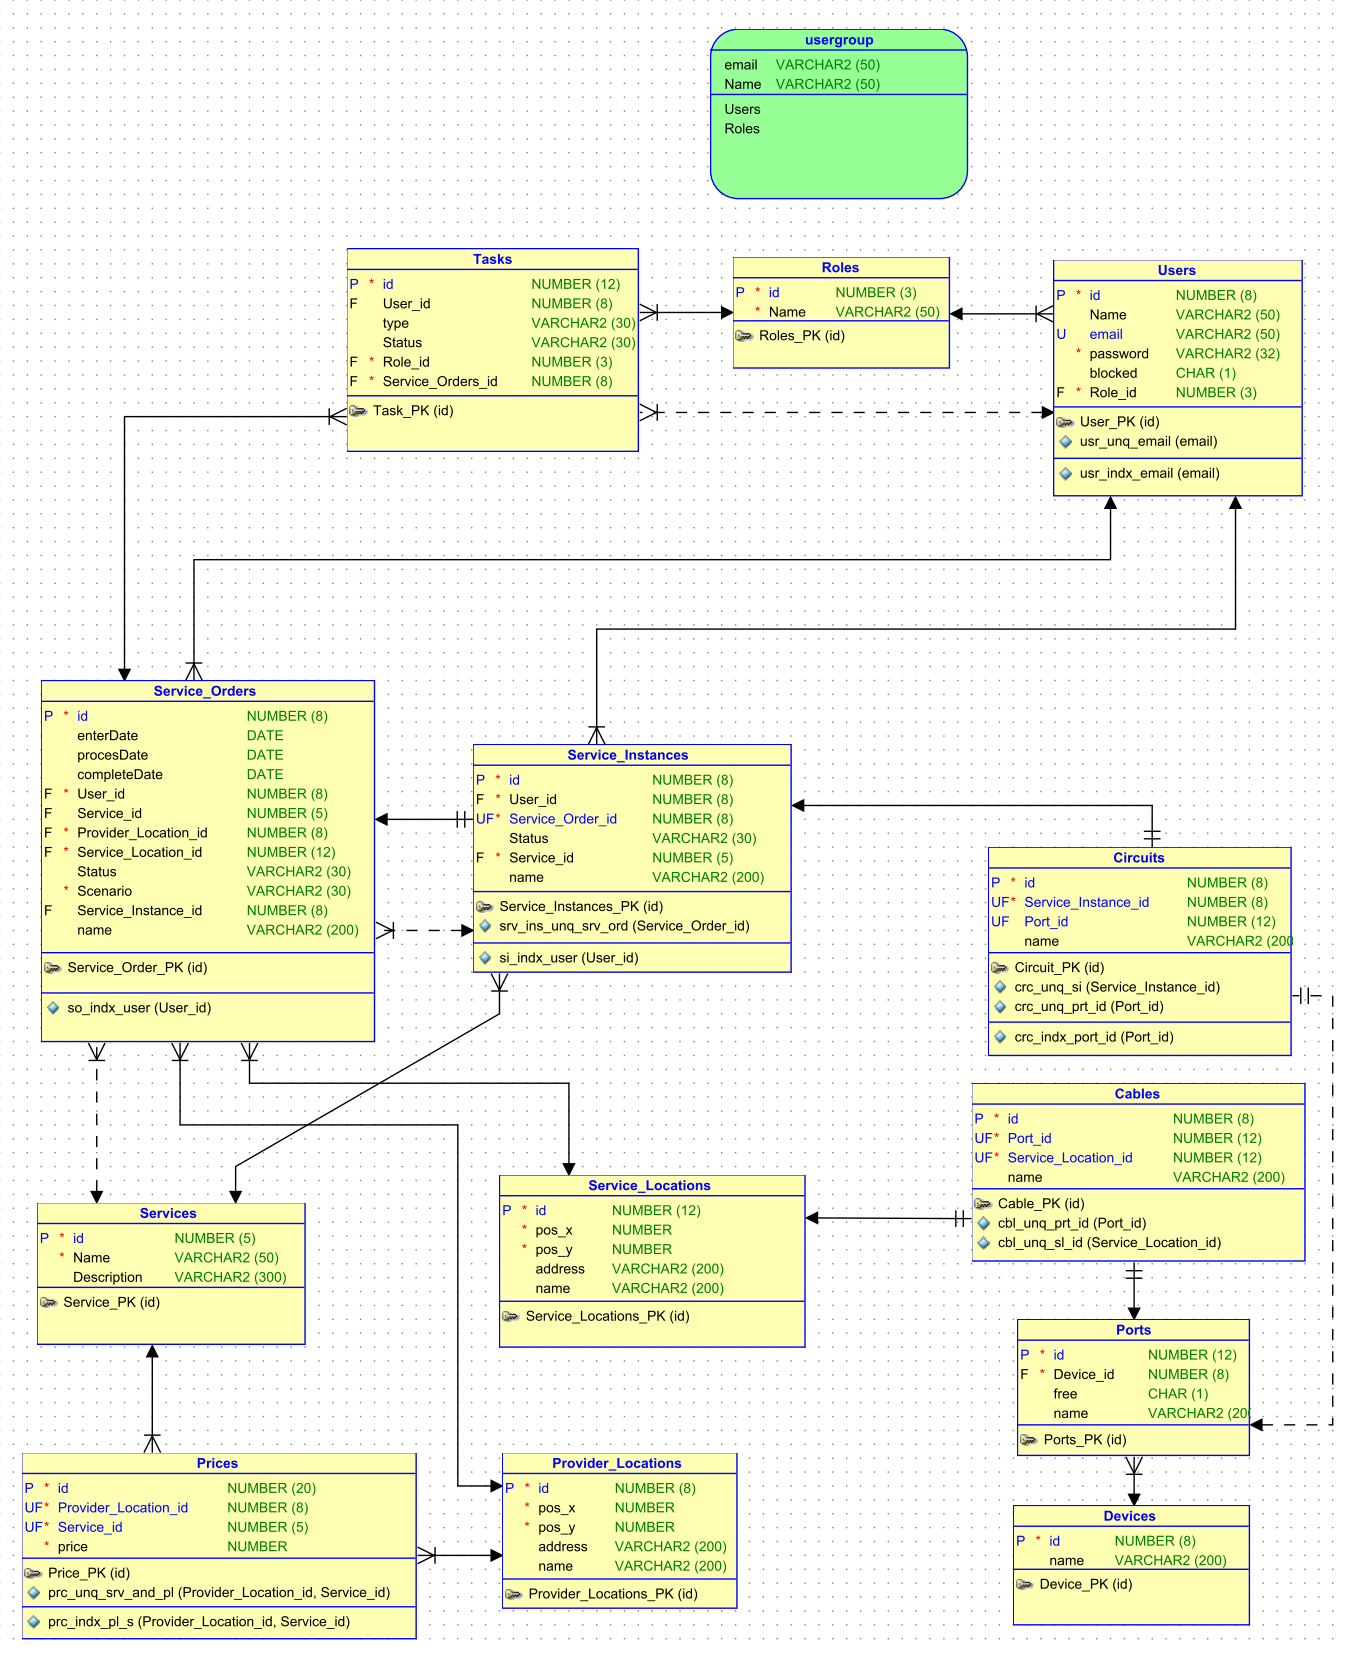 usergroup
email VARCHAR2 (50)
Name VARCHAR2 (50)
Users
Roles
Tasks
P * id NUMBER (12)
F User_id NUMBER (8)
type VARCHAR2 (30)
Status VARCHAR2 (30)
F * Role_id NUMBER (3)
F * Service_Orders_id NUMBER (8)
Task_PK (id)
Roles
P * id NUMBER (3)
* Name VARCHAR2 (50)
Roles_PK (id)
Users
P * id NUMBER (8)
Name VARCHAR2 (50)
U email VARCHAR2 (50)
* password VARCHAR2 (32)
blocked CHAR (1)
F * Role_id NUMBER (3)
User_PK (id)
usr_unq_email (email)
usr_indx_email (email)
Service_Orders
P * id NUMBER (8)
enterDate DATE
procesDate DATE
completeDate DATE
F * User_id NUMBER (8)
F Service_id NUMBER (5)
F * Provider_Location_id NUMBER (8)
F * Service_Location_id NUMBER (12)
Status VARCHAR2 (30)
* Scenario VARCHAR2 (30)
F Service_Instance_id NUMBER (8)
name VARCHAR2 (200)
Service_Order_PK (id)
so_indx_user (User_id)
Service_Instances
P * id NUMBER (8)
F * User_id NUMBER (8)
UF* Service_Order_id NUMBER (8)
Status VARCHAR2 (30)
F * Service_id NUMBER (5)
name VARCHAR2 (200)
Service_Instances_PK (id)
srv_ins_unq_srv_ord (Service_Order_id)
si_indx_user (User_id)
Circuits
P * id NUMBER (8)
UF* Service_Instance_id NUMBER (8)
UF Port_id NUMBER (12)
name VARCHAR2 (200
Circuit_PK (id)
crc_unq_si (Service_Instance_id)
crc_unq_prt_id (Port_id)
crc_indx_port_id (Port_id)
Cables
P * id NUMBER (8)
UF* Port_id NUMBER (12)
UF* Service_Location_id NUMBER (12)
name VARCHAR2 (200)
Cable_PK (id)
cbl_unq_prt_id (Port_id)
cbl_unq_sl_id (Service_Location_id)
Services
P * id NUMBER (5)
* Name VARCHAR2 (50)
Description VARCHAR2 (300)
Service_PK (id)
Service_Locations
P * id NUMBER (12)
* pos_x NUMBER
* pos_y NUMBER
address VARCHAR2 (200)
name VARCHAR2 (200)
Service_Locations_PK (id)
Ports
P * id NUMBER (12)
F * Device_id NUMBER (8)
free CHAR (1)
name VARCHAR2 (20
Ports_PK (id)
Prices
P * id NUMBER (20)
UF* Provider_Location_id NUMBER (8)
UF* Service_id NUMBER (5)
* price NUMBER
Price_PK (id)
prc_unq_srv_and_pl (Provider_Location_id, Service_id)
prc_indx_pl_s (Provider_Location_id, Service_id)
Provider_Locations
P * id NUMBER (8)
* pos_x NUMBER
* pos_y NUMBER
address VARCHAR2 (200)
name VARCHAR2 (200)
Provider_Locations_PK (id)
Devices
P * id NUMBER (8)
name VARCHAR2 (200)
Device_PK (id)